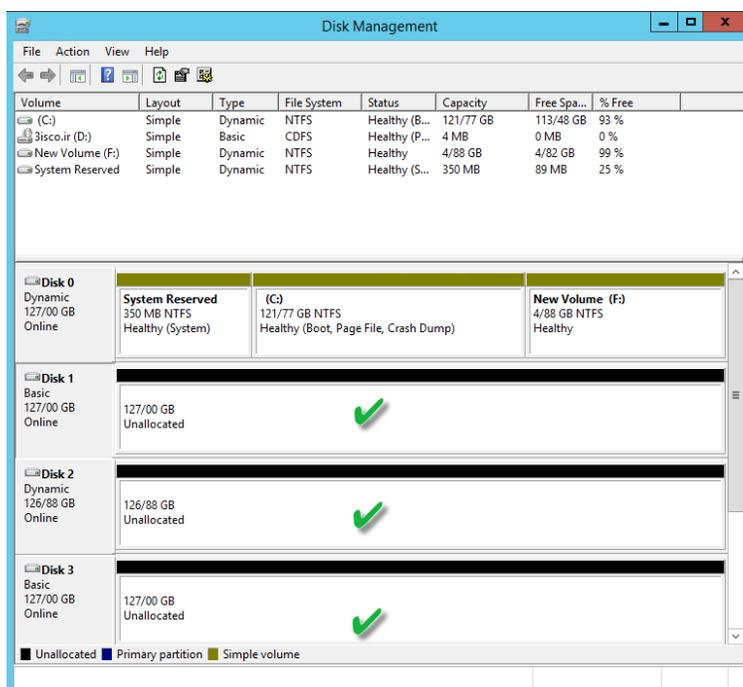 Disk Management
File Action View Help
Volume Layout Type File System Status Capacity Free Spa... % Free
(C:) Simple Dynamic NTFS Healthy (B... 121/77 GB 113/48 GB 93 %
3isco.ir (D:) Simple Basic CDFS Healthy (P... 4 MB 0 MB 0 %
New Volume (F:) Simple Dynamic NTFS Healthy 4/88 GB 4/82 GB 99 %
System Reserved Simple Dynamic NTFS Healthy (S... 350 MB 89 MB 25 %
Disk 0
Dynamic
127/00 GB
Online
System Reserved
350 MB NTFS
Healthy (System)
(C:)
121/77 GB NTFS
Healthy (Boot, Page File, Crash Dump)
New Volume (F:)
4/88 GB NTFS
Healthy
Disk 1
Basic
127/00 GB
Online
127/00 GB
Unallocated
Disk 2
Dynamic
126/88 GB
Online
126/88 GB
Unallocated
Disk 3
Basic
127/00 GB
Online
127/00 GB
Unallocated
Unallocated Primary partition Simple volume